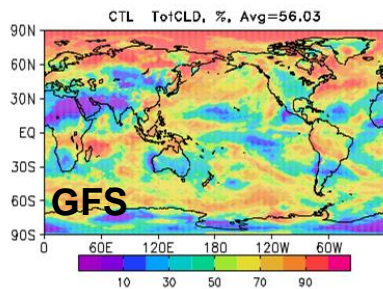 CTL TotCLD, %, Avg=56.03
90N
60N
30N
EQ
30S
60S
90S
GFS
0 60E 120E 180 120W 60W
10 30 50 70 90